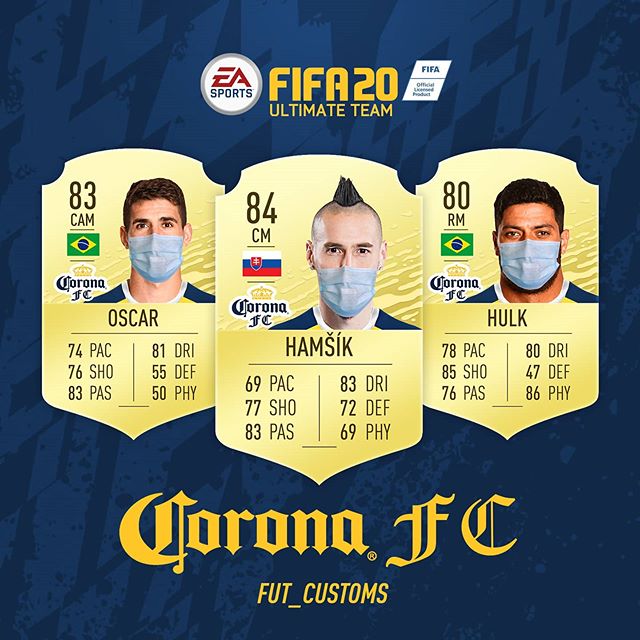 EA
SPORTS
FIFA 20
ULTIMATE TEAM
FIFA
Official
Licensed
Product
83
CAM
Corona
FC
OSCAR
74 PAC 81 DRI
76 SHO 55 DEF
83 PAS 50 PHY
84
CM
Corona
FC
HAMŠÍK
69 PAC 83 DRI
77 SHO 72 DEF
83 PAS 69 PHY
80
RM
Corona
FC
HULK
78 PAC 80 DRI
85 SHO 47 DEF
76 PAS 86 PHY
Corona® FC
FUT_CUSTOMS